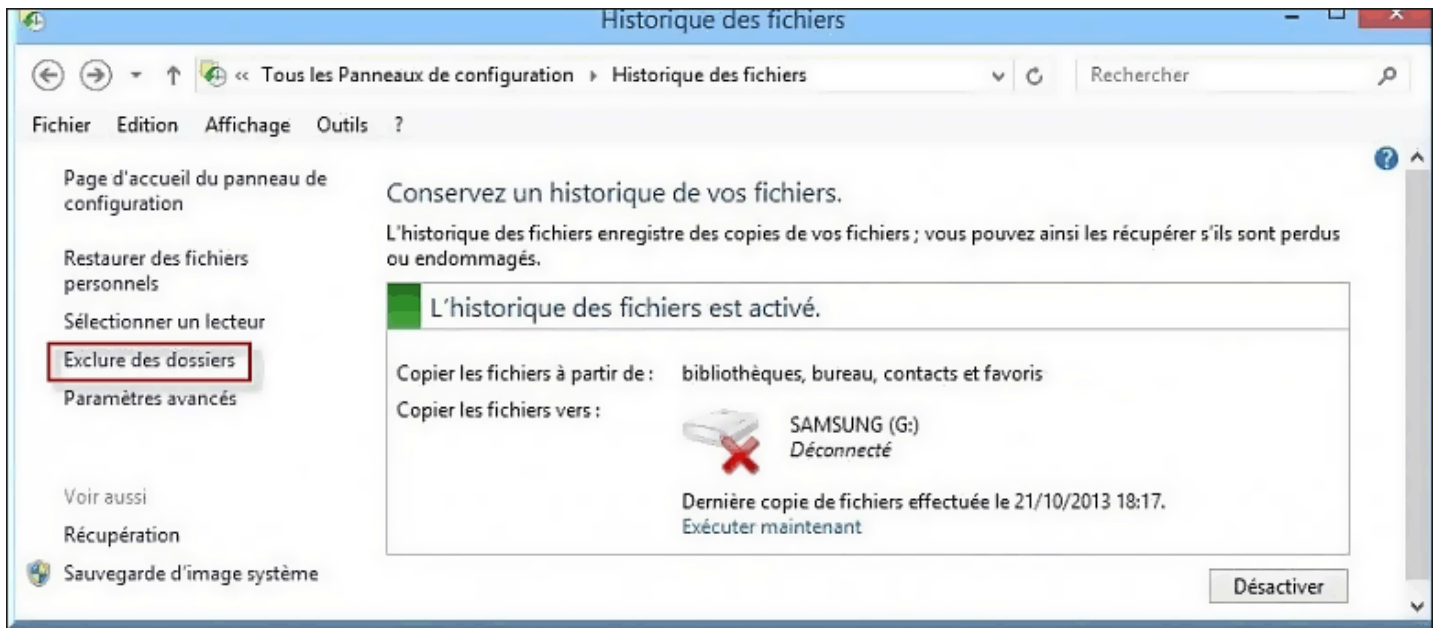 Historique des fichiers
« Tous les Panneaux de configuration ▸ Historique des fichiers
Rechercher
Fichier Edition Affichage Outils ?
Page d'accueil du panneau de
configuration
Restaurer des fichiers
personnels
Sélectionner un lecteur
Exclure des dossiers
Paramètres avancés
Voir aussi
Récupération
Sauvegarde d'image système
Conservez un historique de vos fichiers.
L'historique des fichiers enregistre des copies de vos fichiers ; vous pouvez ainsi les récupérer s'ils sont perdus
ou endommagés.
L'historique des fichiers est activé.
Copier les fichiers à partir de : bibliothèques, bureau, contacts et favoris
Copier les fichiers vers :
SAMSUNG (G:)
Déconnecté
Dernière copie de fichiers effectuée le 21/10/2013 18:17.
Exécuter maintenant
Désactiver